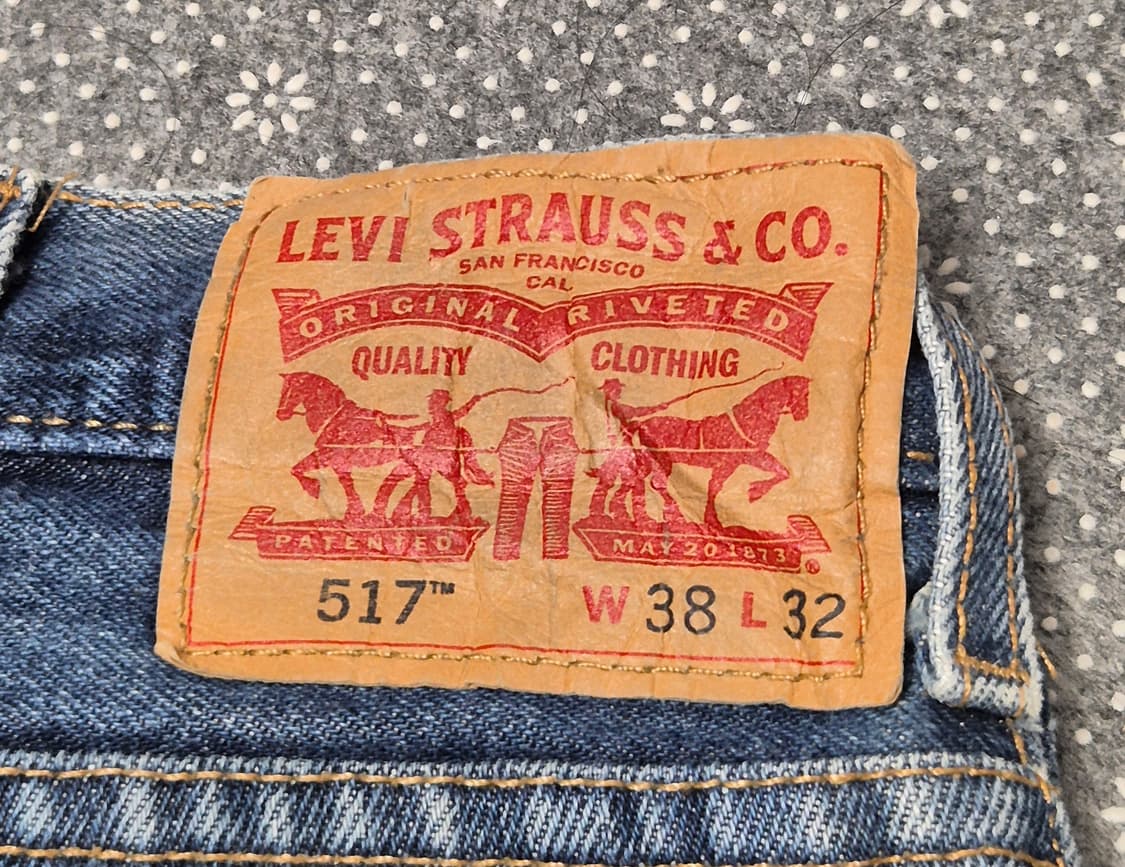 LEVI STRAUSS & CO.
SAN FRANCISCO
CAL
ORIGINAL RIVETED
QUALITY CLOTHING
PATENTED MAY 20 1873 ®
517™ W 38 L 32